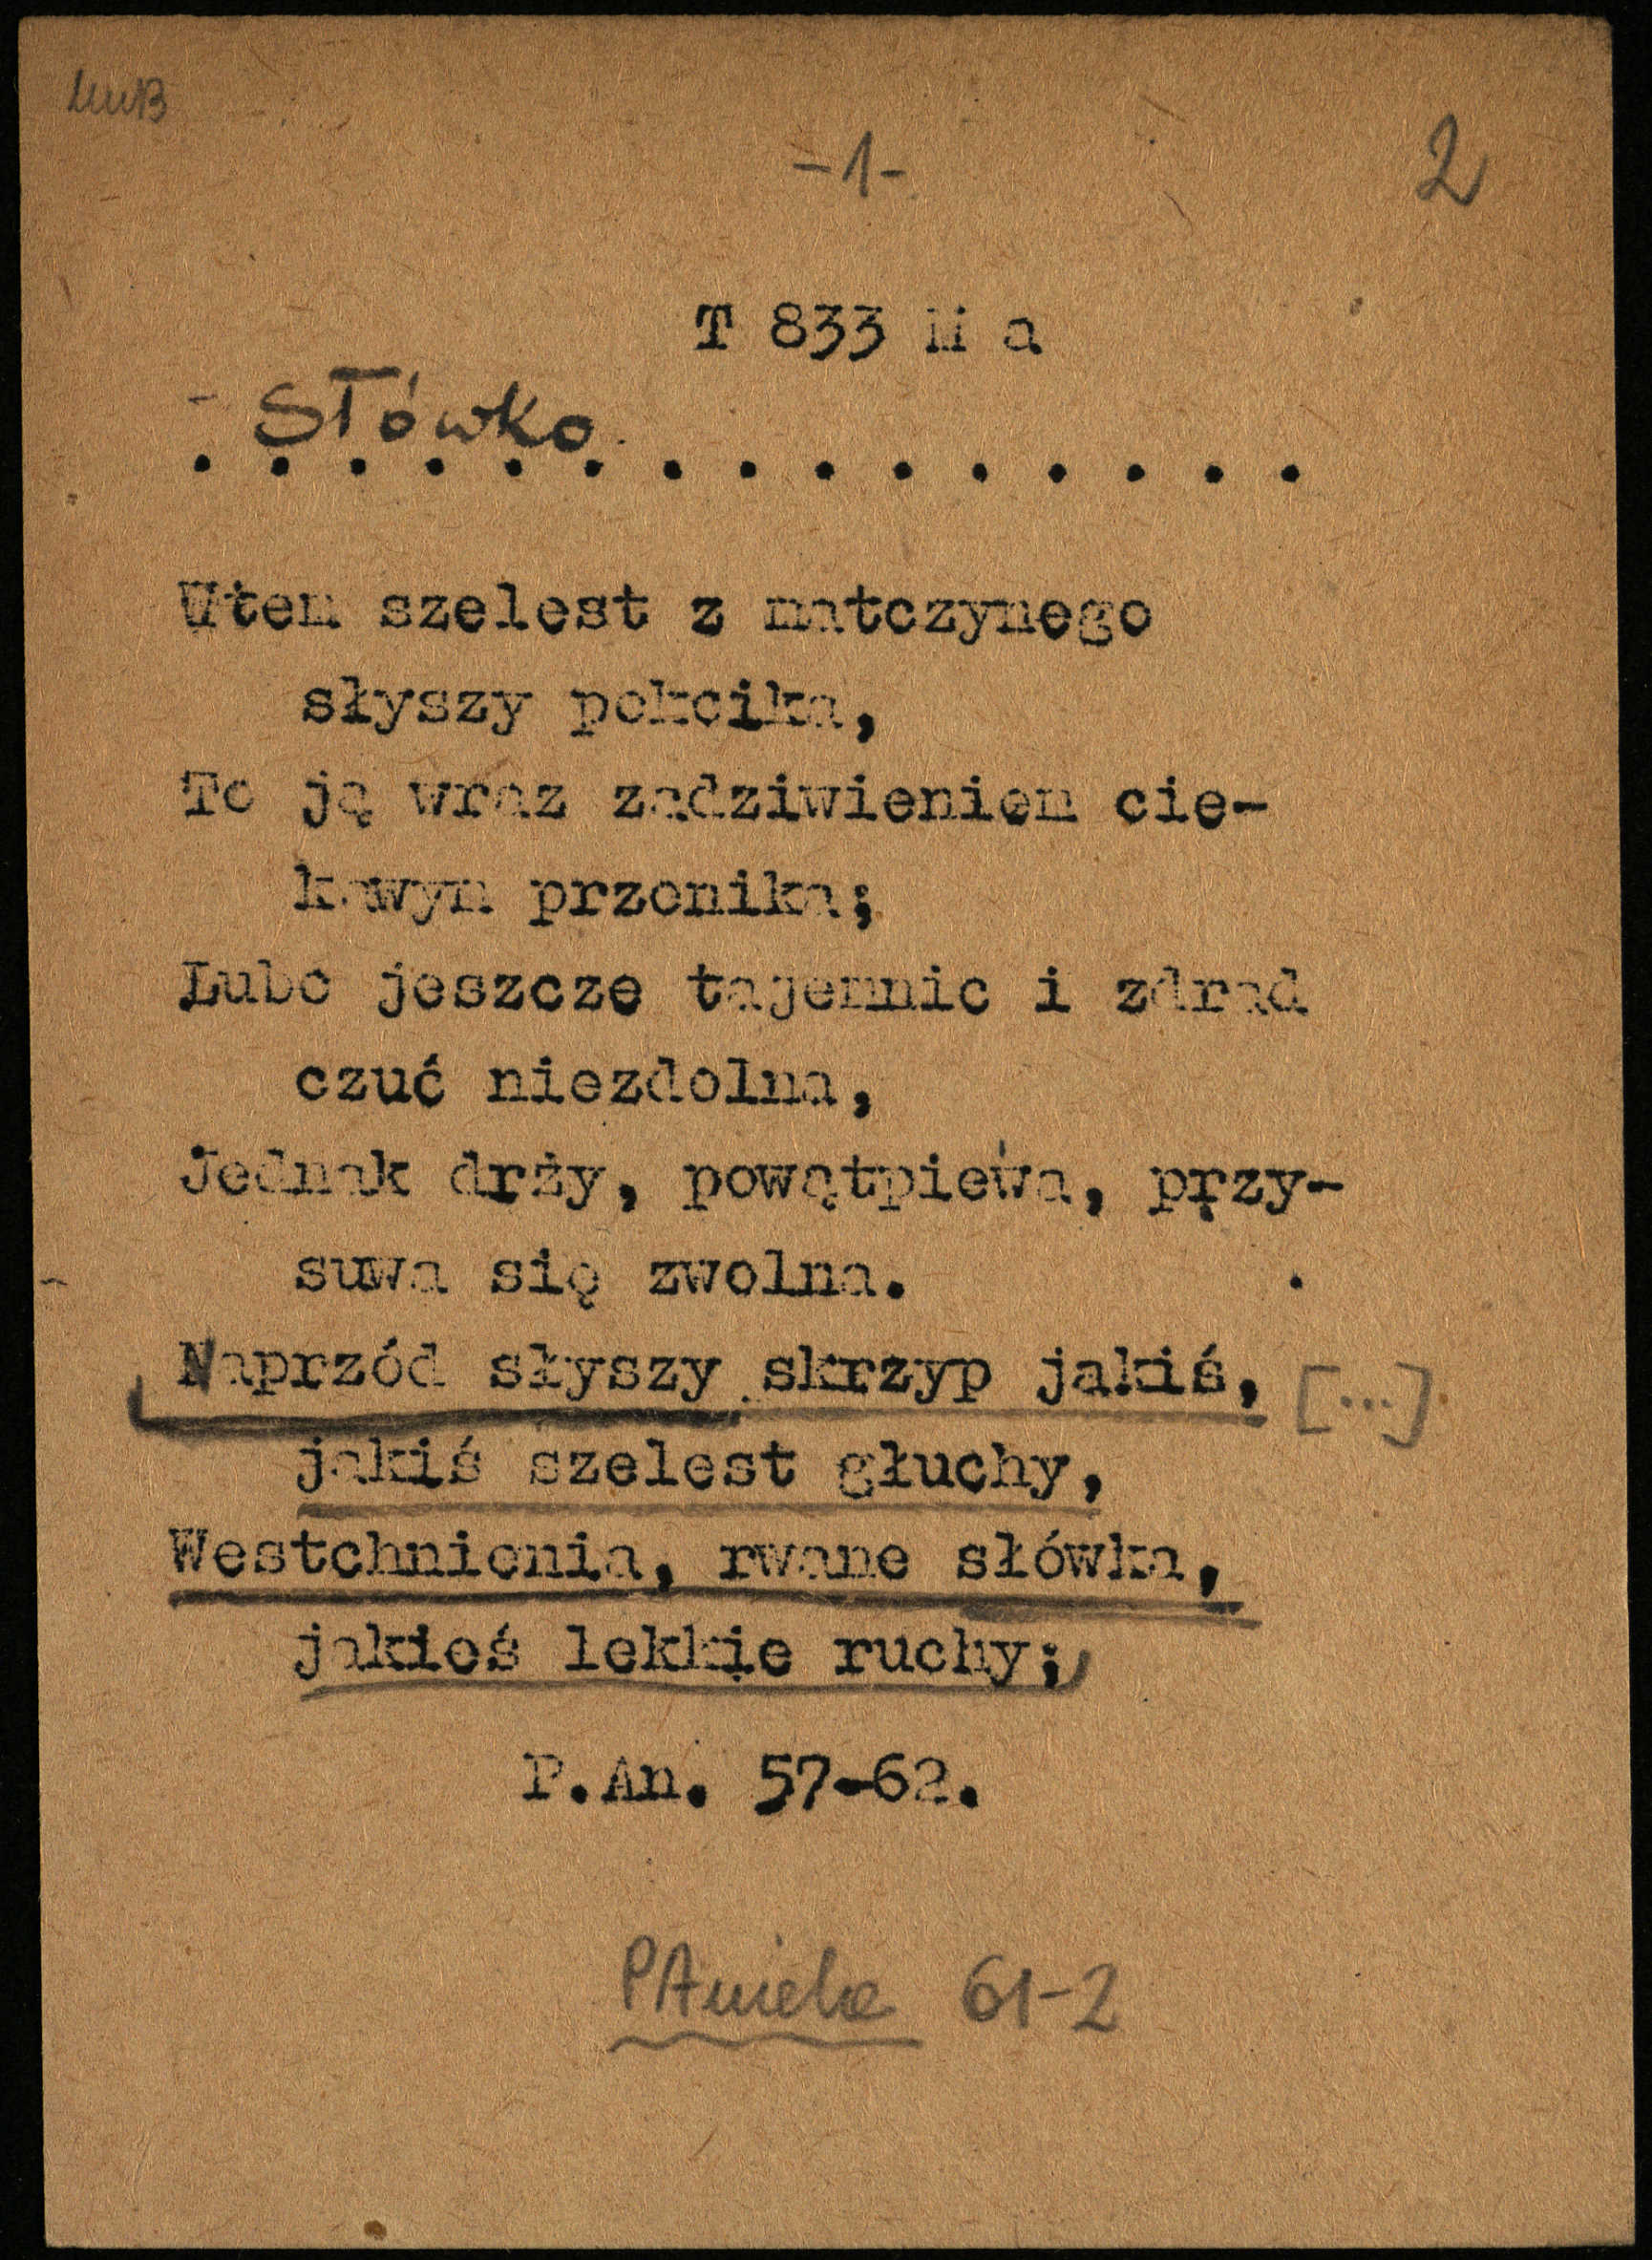 -1-
2
T 833 M a
Słówko
. . . . . . . . . . . . . . .
Wtem szelest z matczynego
słyszy pokoika,
To ją wraz zadziwieniem cie-
kawym przenika;
Lubo jeszcze tajemnic i zdrad
czuć niezdolna,
Jednak drży, powątpiewa, przy-
suwa się zwolna.
Naprzód słyszy skrzyp jakiś, [...]
jakiś szelest głuchy,
Westchnienia, rwane słówka,
jakieś lekkie ruchy;
P.An. 57-62.
PAniela 61-2